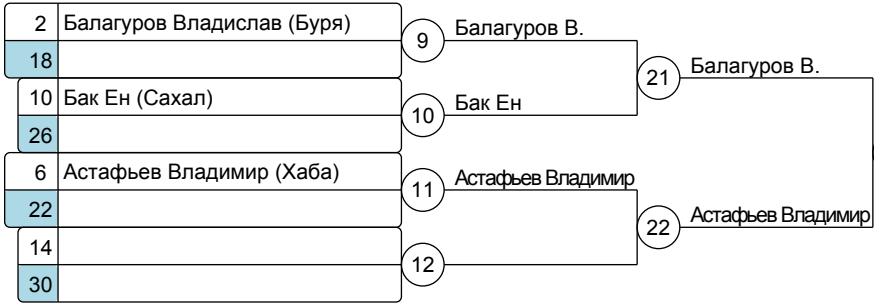 2 Балагуров Владислав (Буря)
18
10 Бак Ен (Сахал)
26
6 Астафьев Владимир (Хаба)
22
14
30
9 Балагуров В.
10 Бак Ен
11 Астафьев Владимир
12
21 Балагуров В.
22 Астафьев Владимир